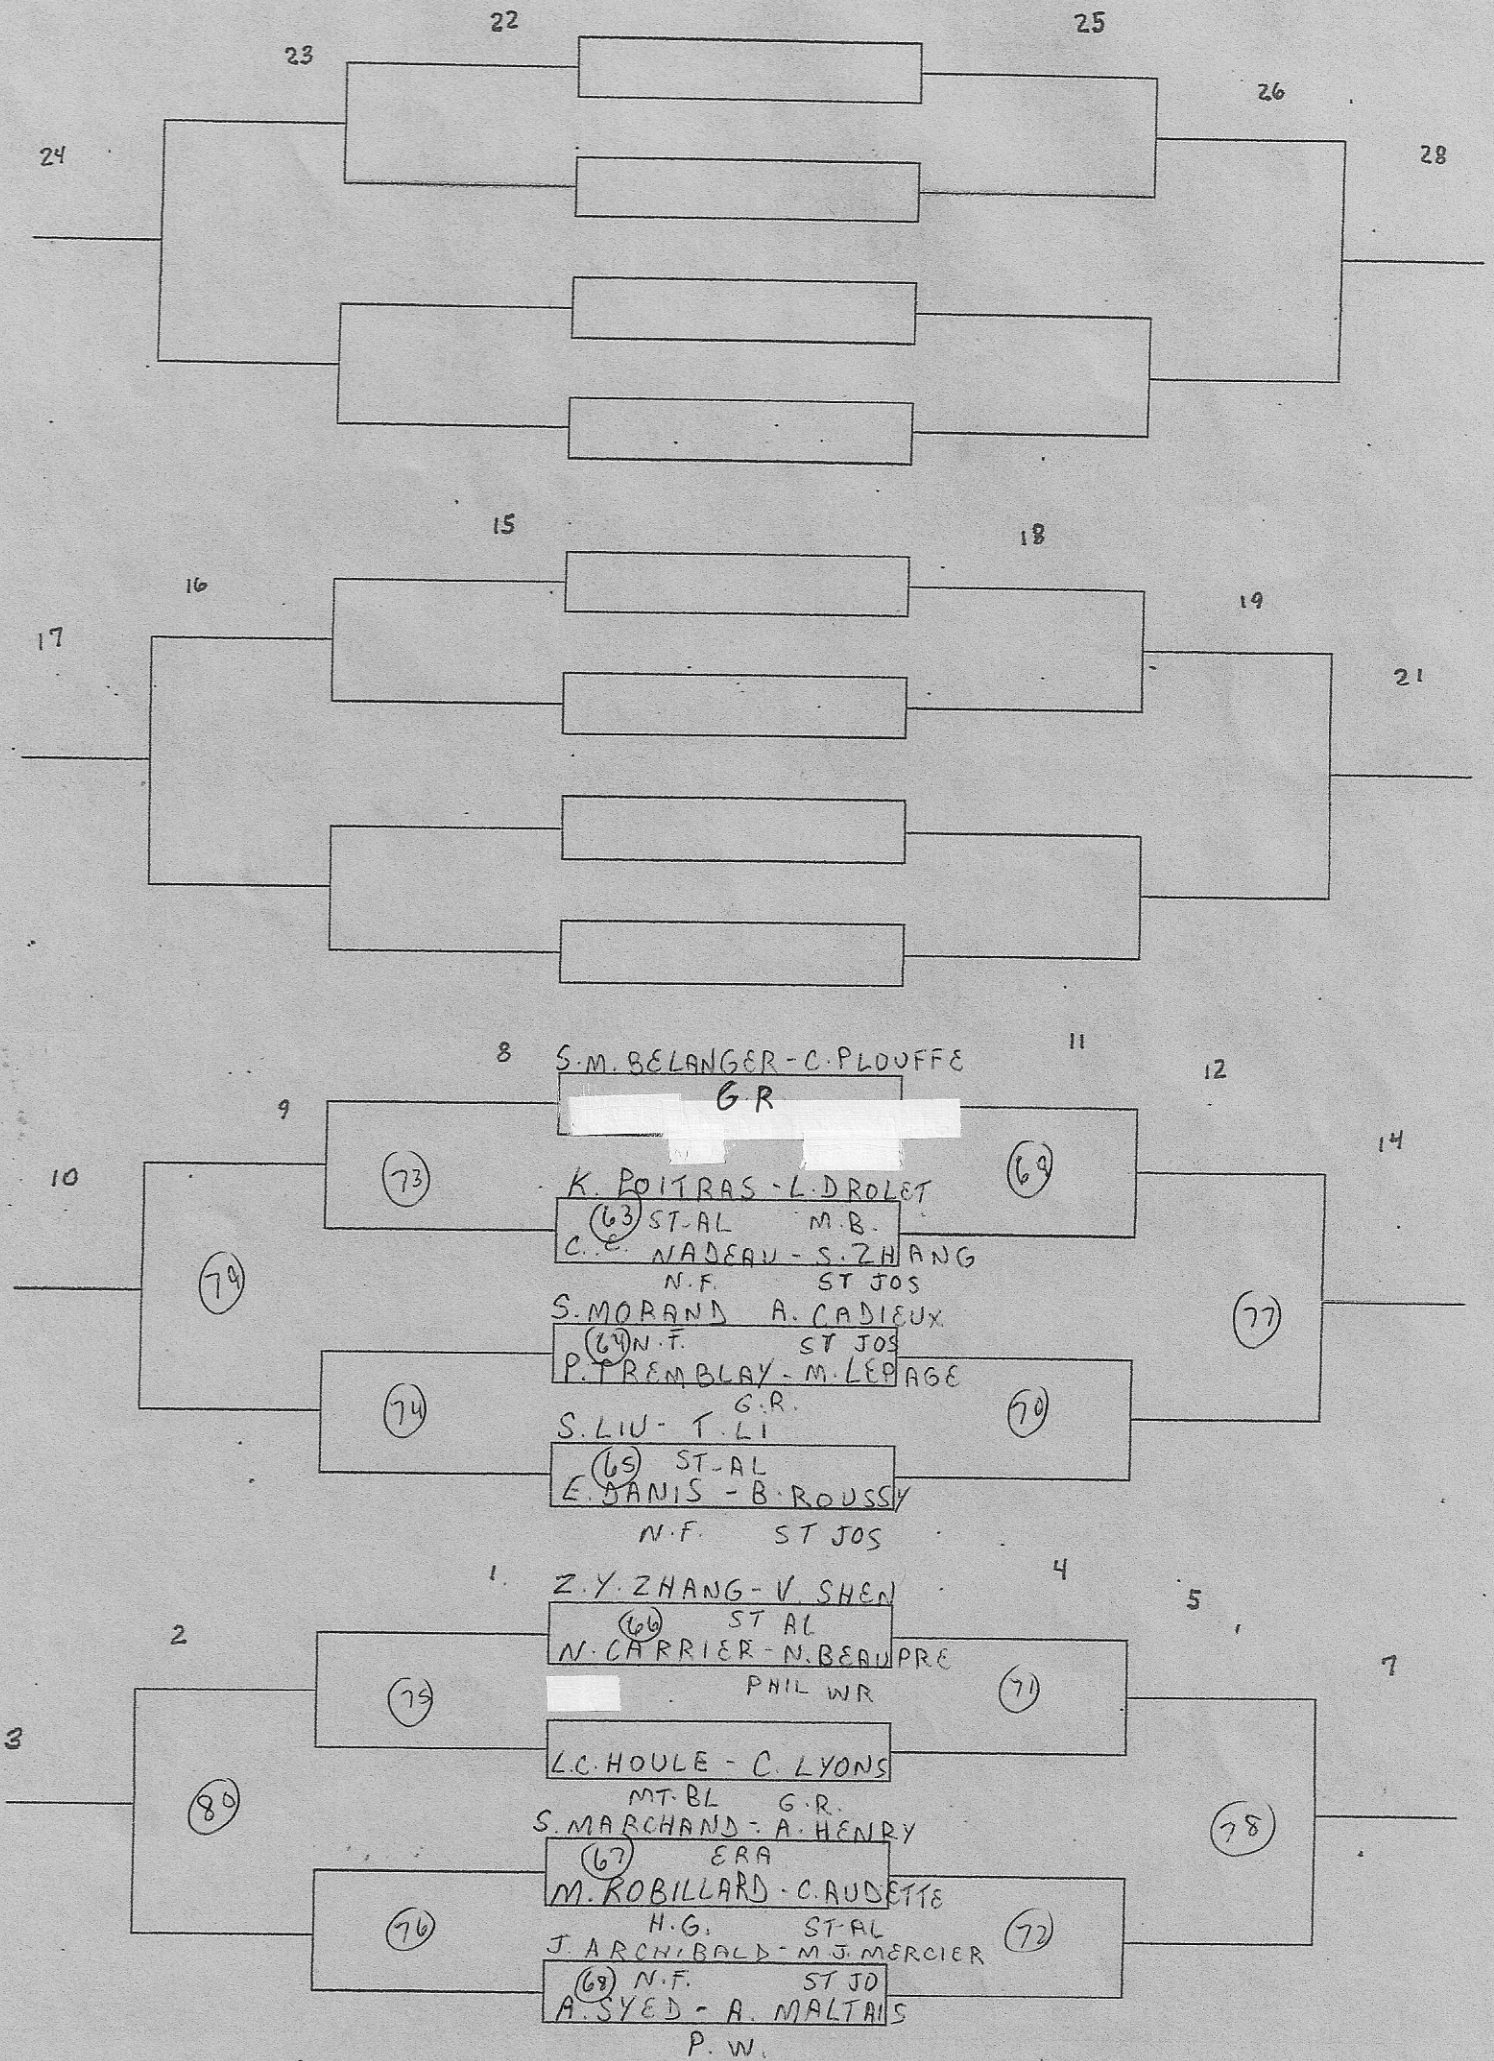 22 25
23 26
24 28
15 18
16 19
17 21
8 S.M. BELANGER - C. PLOUFFE 11
9 G.R 12
10 14
73 69
K. POITRAS - L. DROLET
63 ST-AL M.B.
NADEAU - S. ZHANG
79 N.F. ST JOS 77
S. MORAND A. CADIEUX
64 N.F. ST JOS
P. TREMBLAY - M. LEPAGE
74 G.R. 70
S. LIU - T. LI
65 ST-AL
E. DANIS - B. ROUSSY
N.F. ST JOS
1. Z.Y. ZHANG - V. SHEN 4
2 66 ST AL 5
N. CARRIER - N. BEAUPRE 7
75 PHIL WR 71
3
L.C. HOULE - C. LYONS
80 MT. BL G.R. 78
S. MARCHAND - A. HENRY
67 ERA
M. ROBILLARD - C. AUDETTE
76 H.G. ST-AL 72
J. ARCHIBALD - M.J. MERCIER
68 N.F. ST JO
A. SYED - A. MALTAIS
P. W.